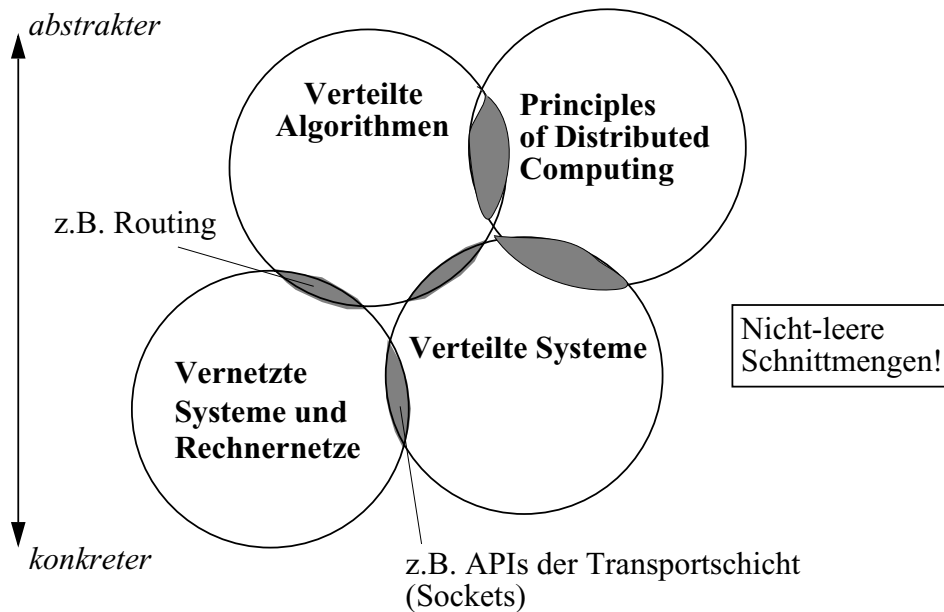 abstrakter
Verteilte
Algorithmen
Principles
of Distributed
Computing
z.B. Routing
Verteilte Systeme
Nicht-leere
Schnittmengen!
Vernetzte
Systeme und
Rechnernetze
konkreter
z.B. APIs der Transportschicht
(Sockets)